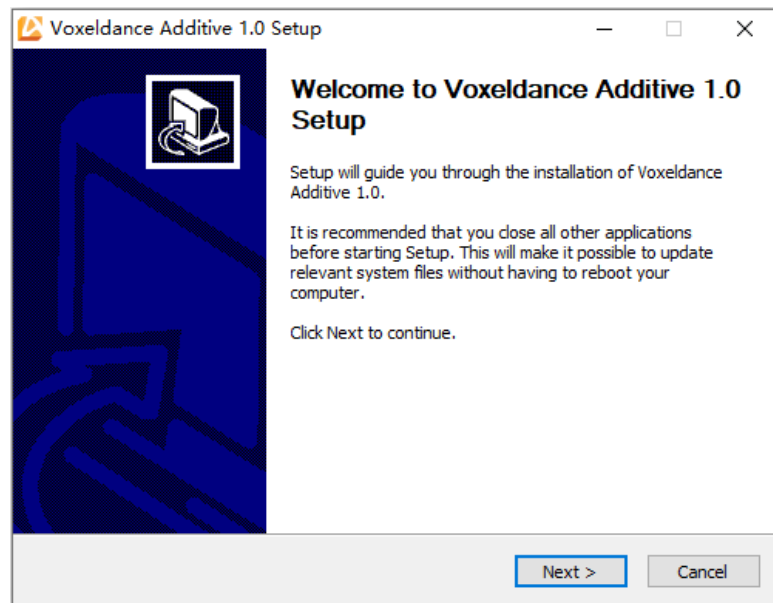 Voxeldance Additive 1.0 Setup
Welcome to Voxeldance Additive 1.0
Setup
Setup will guide you through the installation of Voxeldance
Additive 1.0.
It is recommended that you close all other applications
before starting Setup. This will make it possible to update
relevant system files without having to reboot your
computer.
Click Next to continue.
Next >
Cancel